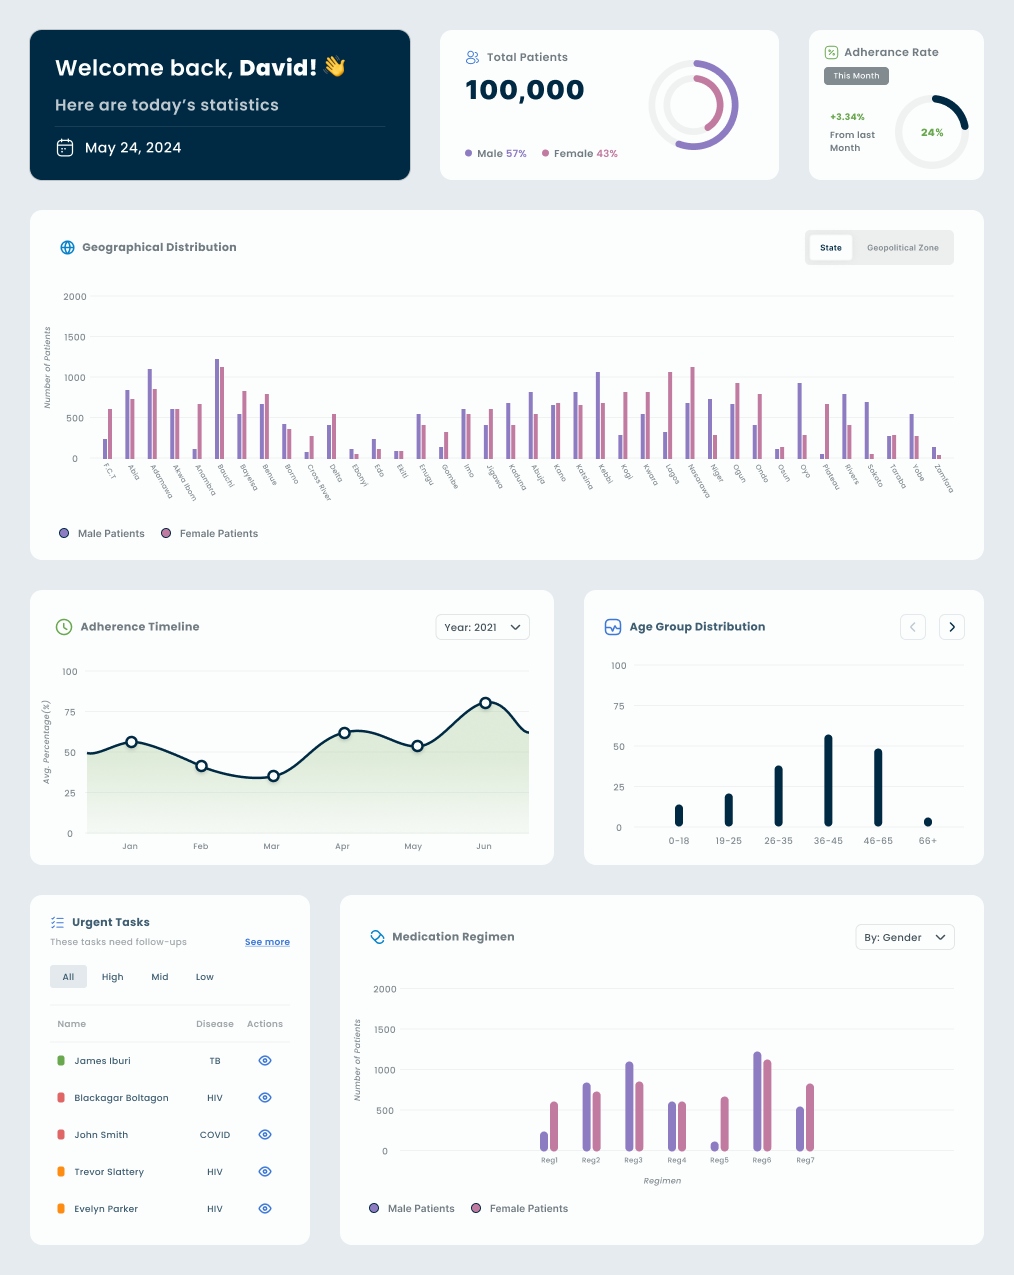 Welcome back, David! 👋
Here are today’s statistics
May 24, 2024
Total Patients
100,000
Male 57%
Female 43%
Adherance Rate
This Month
+3.34%
From last
Month
24%
Geographical Distribution
State
Geopolitical Zone
Number of Patients
2000
1500
1000
500
0
F.C.T
Abia
Adamawa
Akwa Ibom
Anambra
Bauchi
Bayelsa
Benue
Borno
Cross River
Delta
Ebonyi
Edo
Ekiti
Enugu
Gombe
Imo
Jigawa
Kaduna
Abuja
Kano
Katsina
Kebbi
Kogi
Kwara
Lagos
Nasarawa
Niger
Ogun
Ondo
Osun
Oyo
Plateau
Rivers
Sokoto
Taraba
Yobe
Zamfara
Male Patients
Female Patients
Adherence Timeline
Year: 2021
Avg. Percentage(%)
100
75
50
25
0
Jan
Feb
Mar
Apr
May
Jun
Age Group Distribution
100
75
50
25
0
0-18
19-25
26-35
36-45
46-65
66+
Urgent Tasks
These tasks need follow-ups
See more
All
High
Mid
Low
Name Disease Actions
James Iburi TB
Blackagar Boltagon HIV
John Smith COVID
Trevor Slattery HIV
Evelyn Parker HIV
Medication Regimen
By: Gender
Number of Patients
2000
1500
1000
500
0
Reg1
Reg2
Reg3
Reg4
Reg5
Reg6
Reg7
Regimen
Male Patients
Female Patients